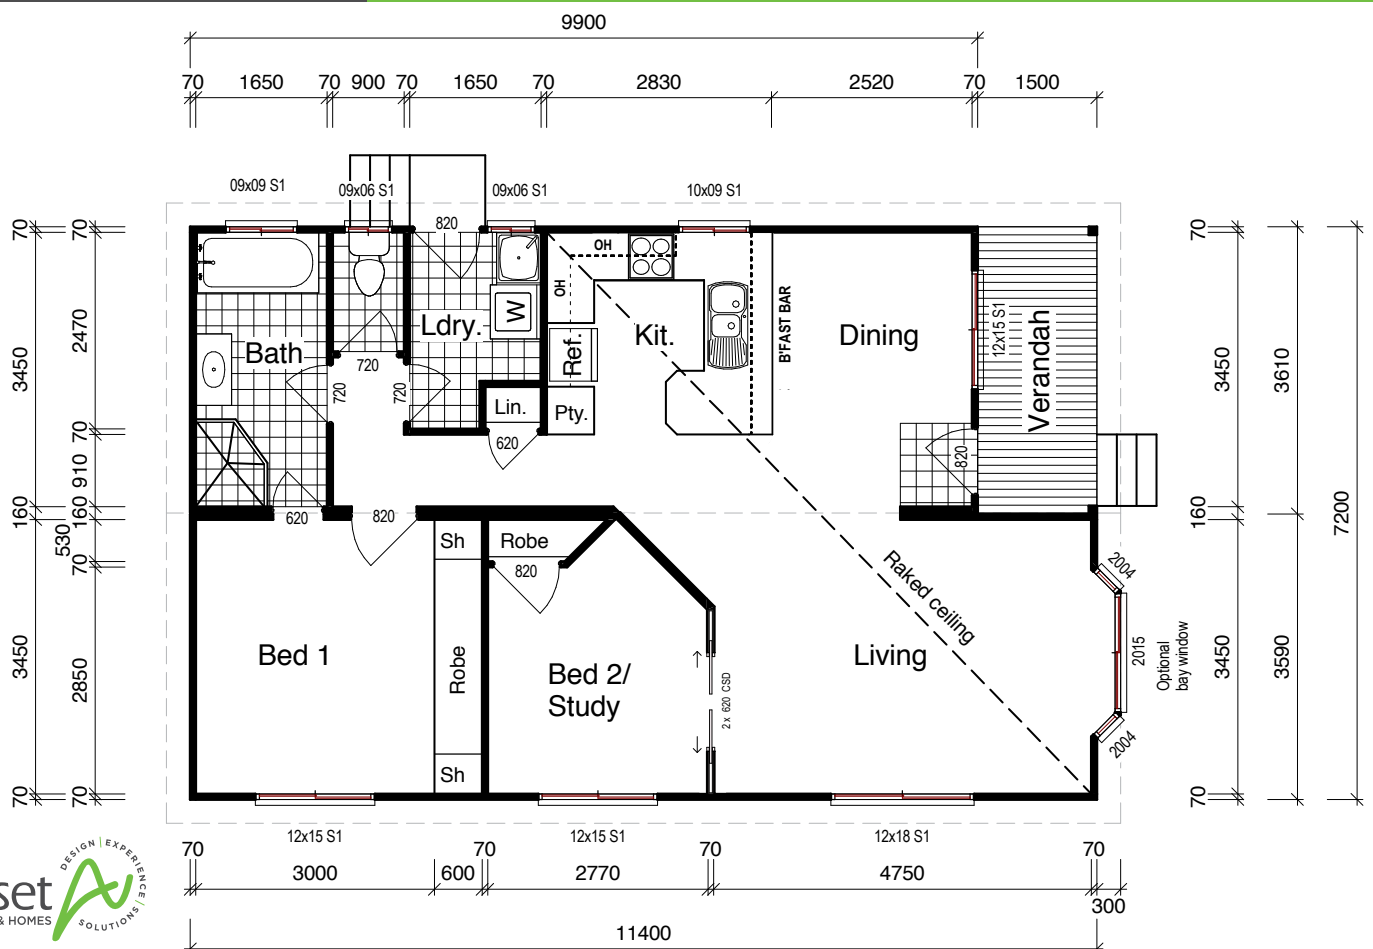 9900
70 1650 70 900 70 1650 70 2830 2520 70 1500
09x09 S1
09x06 S1
09x06 S1
10x09 S1
820
OH
OH
W
Ldry.
Bath
Kit.
Ref.
B'FAST BAR
Dining
12x15 S1
Verandah
720
720
720
Lin.
Pty.
620
820
620
820
Sh
Robe
820
Raked ceiling
2004
2015
Optional
bay window
2004
Bed 1
Robe
Bed 2/
Study
2 x 620 CSD
Living
Sh
70
3450
160
530
3450
70
70
2470
70
910
160
70
2850
70
70
3450
160
3450
70
3610
3590
7200
12x15 S1
12x15 S1
12x18 S1
70 3000 600 70 2770 70 4750 70
300
11400
set
& HOMES
DESIGN | EXPERIENCE |
SOLUTIONS